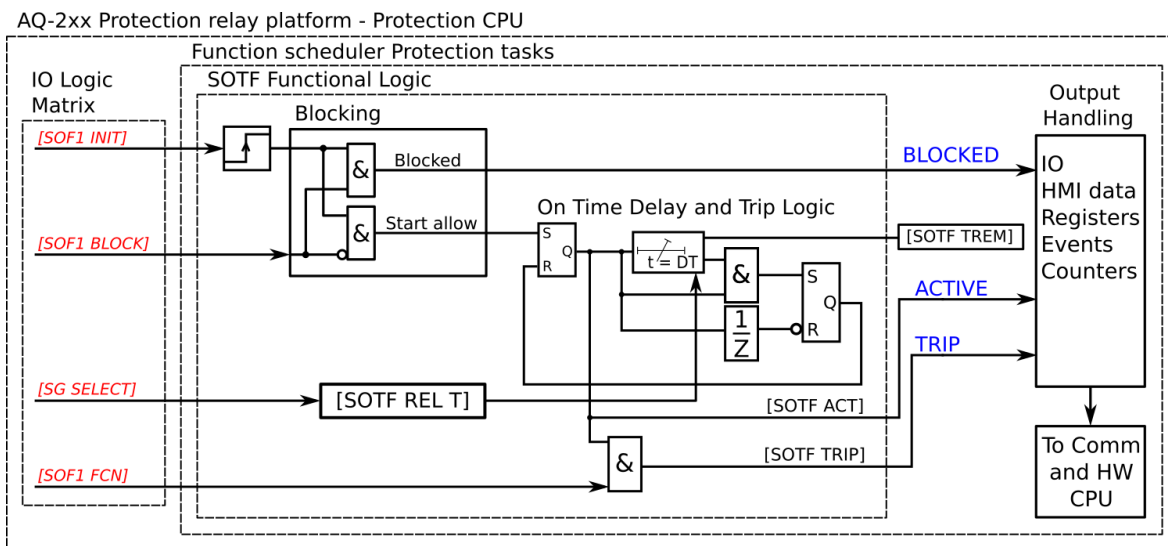 AQ-2xx Protection relay platform - Protection CPU
Function scheduler Protection tasks
SOTF Functional Logic
IO Logic
Matrix
Output
Handling
Blocking
[SOF1 INIT]
&
Blocked
BLOCKED
IO
HMI data
Registers
Events
Counters
On Time Delay and Trip Logic
[SOF1 BLOCK]
&
Start allow
S
Q
R
t = DT
[SOTF TREM]
&
S
Q
R
1
Z
ACTIVE
TRIP
[SG SELECT]
[SOTF REL T]
[SOTF ACT]
[SOF1 FCN]
&
[SOTF TRIP]
To Comm
and HW
CPU